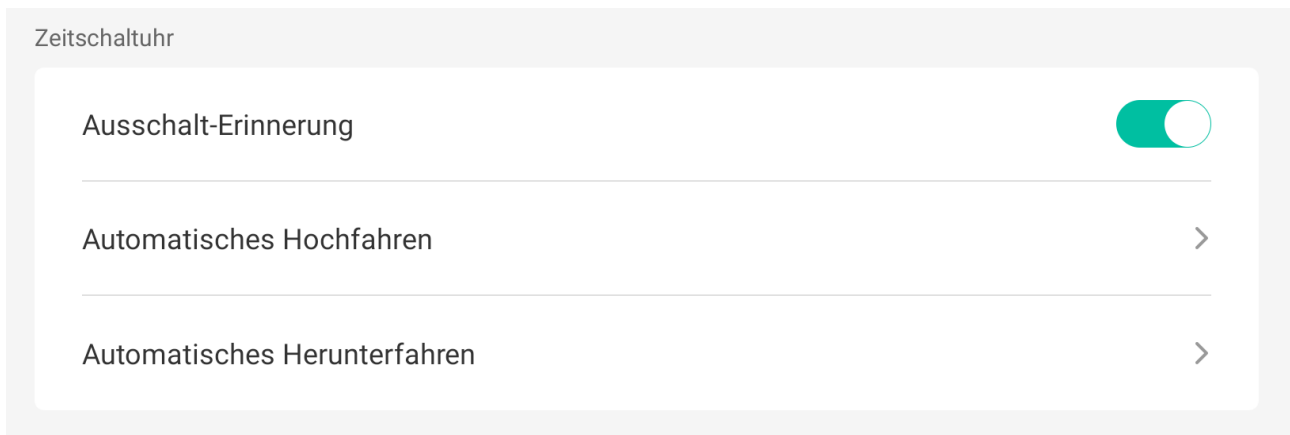 Zeitschaltuhr
Ausschalt-Erinnerung
Automatisches Hochfahren
Automatisches Herunterfahren